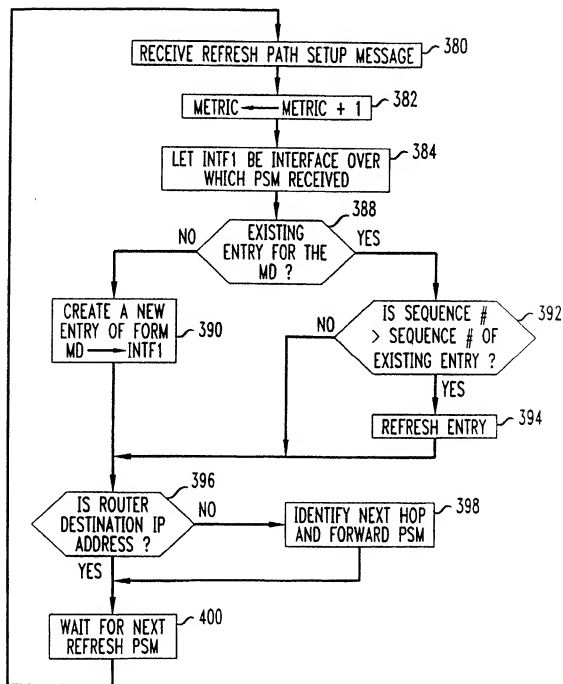 RECEIVE REFRESH PATH SETUP MESSAGE
380
METRIC ← METRIC + 1
382
LET INTF1 BE INTERFACE OVER
WHICH PSM RECEIVED
384
EXISTING
ENTRY FOR THE
MD ?
388
NO
YES
CREATE A NEW
ENTRY OF FORM
MD → INTF1
390
IS SEQUENCE #
> SEQUENCE # OF
EXISTING ENTRY ?
392
NO
YES
REFRESH ENTRY
394
IS ROUTER
DESTINATION IP
ADDRESS ?
396
NO
YES
IDENTIFY NEXT HOP
AND FORWARD PSM
398
WAIT FOR NEXT
REFRESH PSM
400